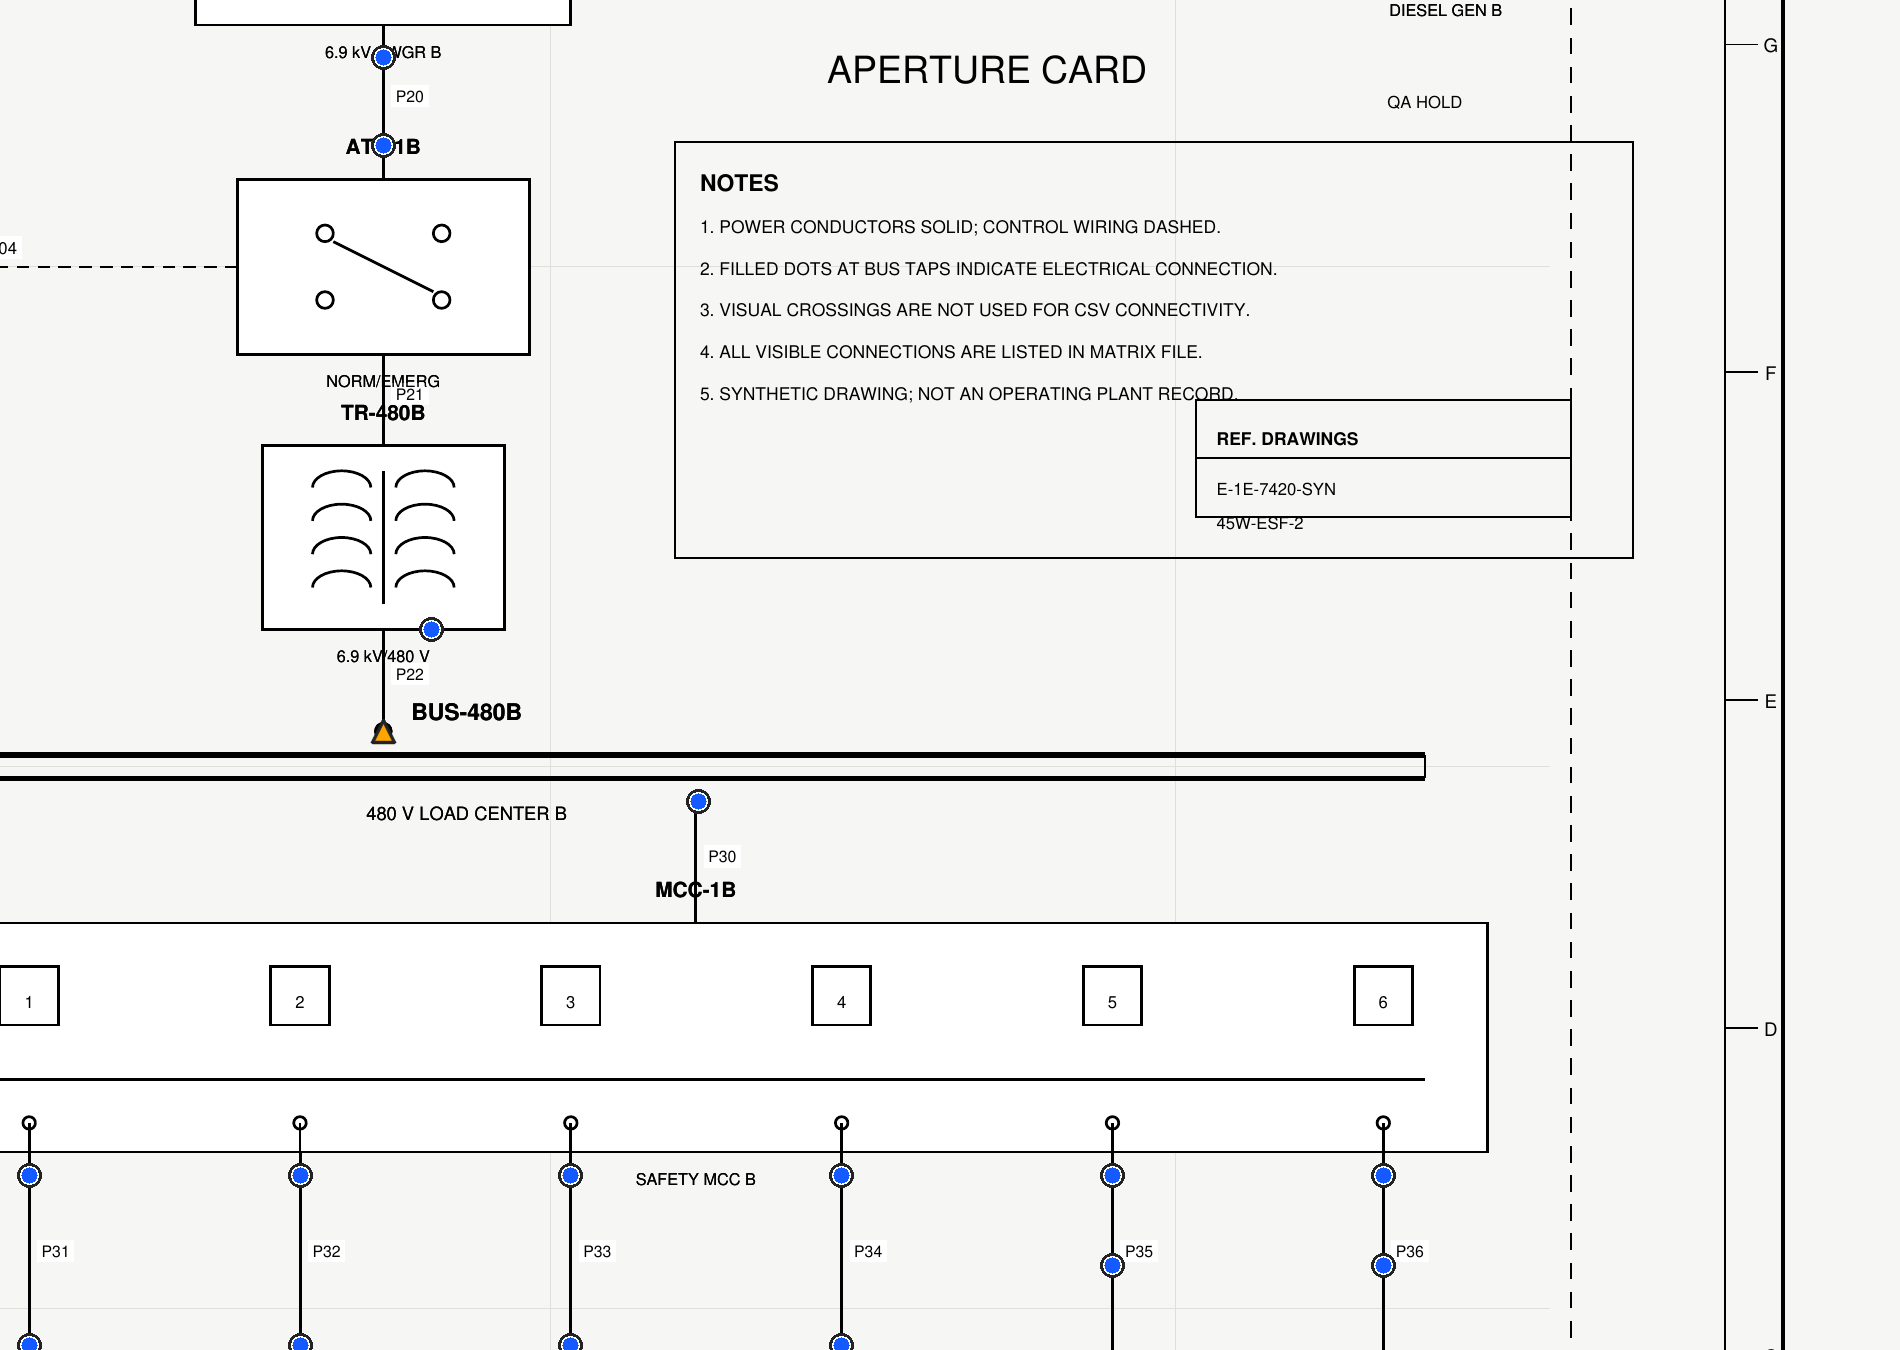 DIESEL GEN B
G
6.9 kV WGR B
APERTURE CARD
P20
QA HOLD
AT 1B
NOTES
1. POWER CONDUCTORS SOLID; CONTROL WIRING DASHED.
04
2. FILLED DOTS AT BUS TAPS INDICATE ELECTRICAL CONNECTION.
3. VISUAL CROSSINGS ARE NOT USED FOR CSV CONNECTIVITY.
4. ALL VISIBLE CONNECTIONS ARE LISTED IN MATRIX FILE.
5. SYNTHETIC DRAWING; NOT AN OPERATING PLANT RECORD.
NORM/EMERG
F
P21
TR-480B
REF. DRAWINGS
E-1E-7420-SYN
45W-ESF-2
6.9 kV/480 V
P22
E
BUS-480B
480 V LOAD CENTER B
P30
MCC-1B
1 2 3 4 5 6
D
SAFETY MCC B
P31 P32 P33 P34 P35 P36